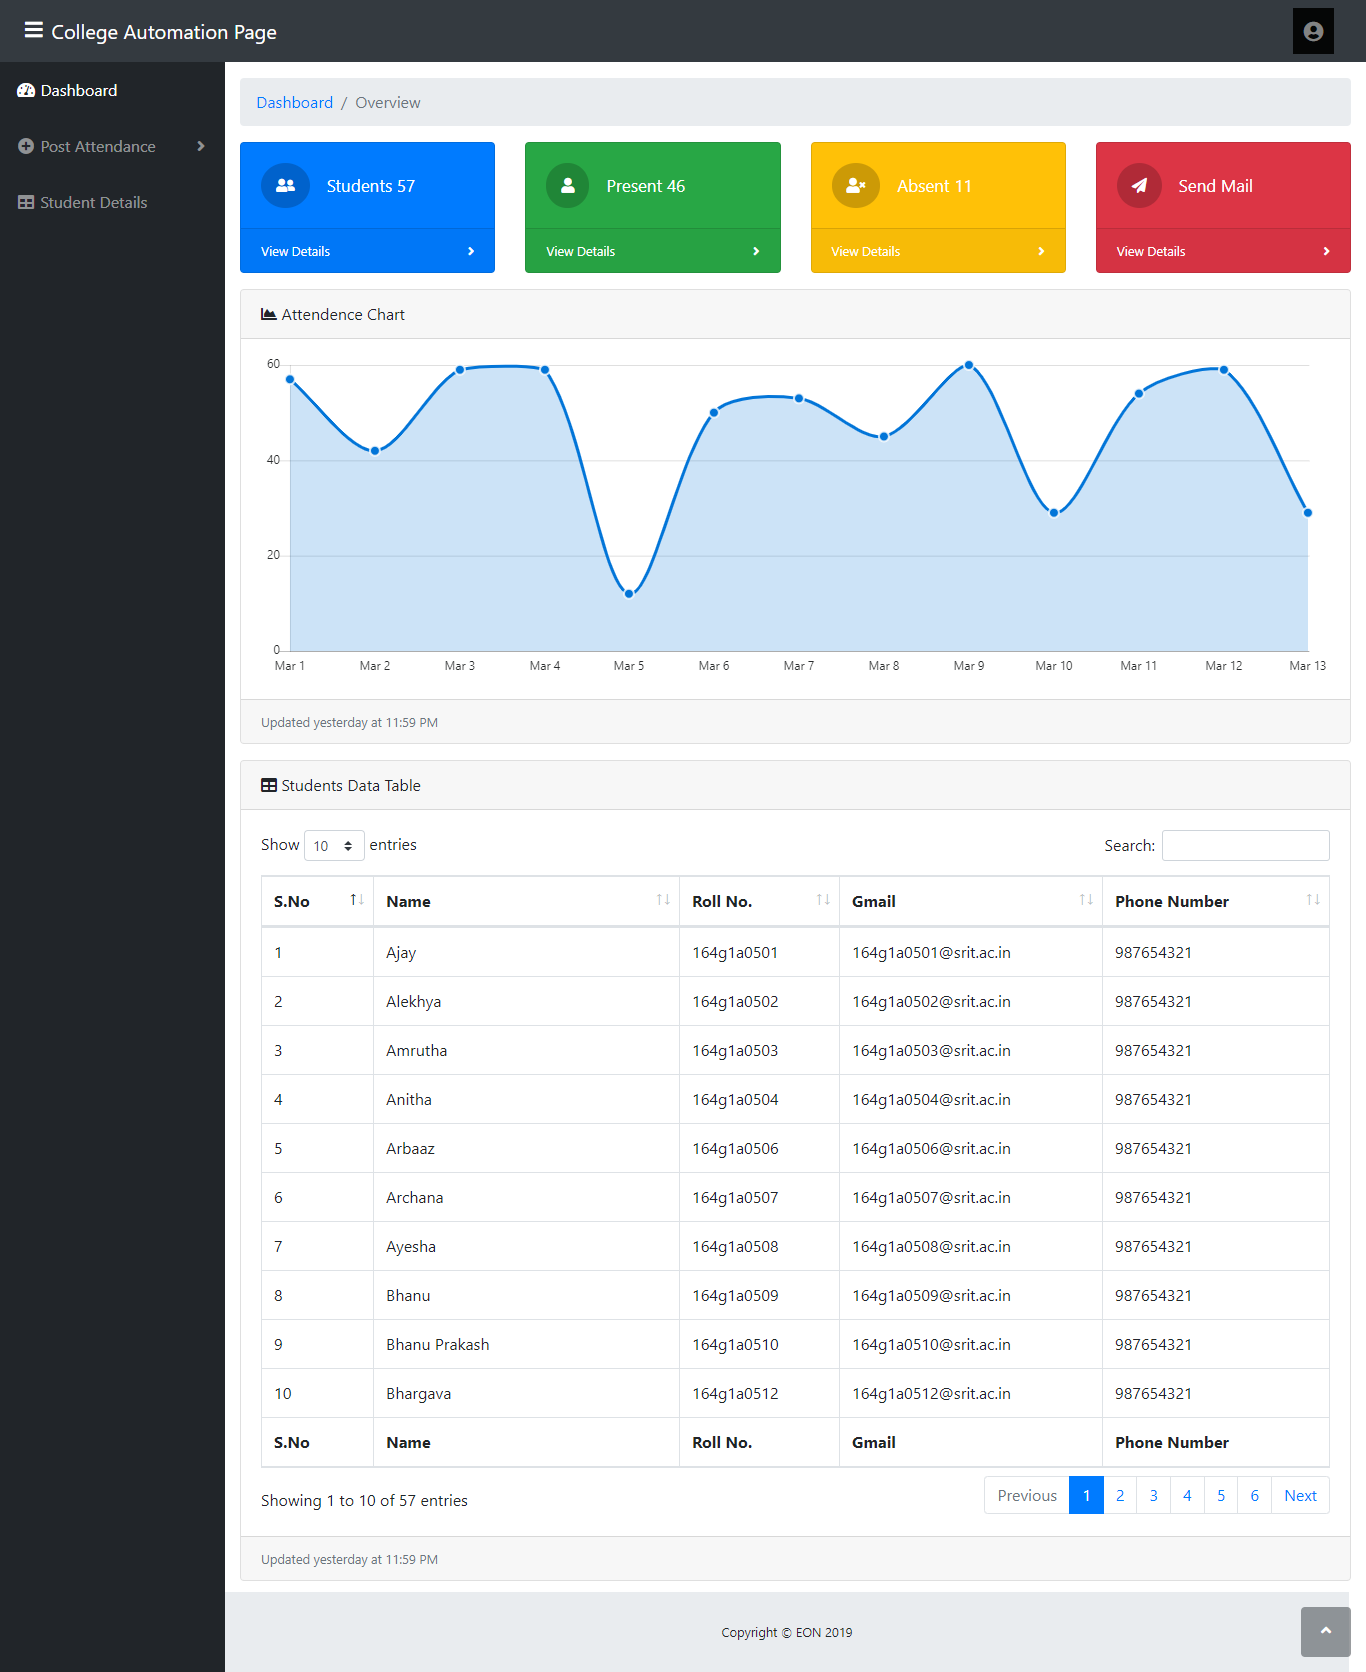 College Automation Page
Dashboard
Post Attendance
Student Details
Dashboard / Overview
Students 57
View Details
Present 46
View Details
Absent 11
View Details
Send Mail
View Details
Attendence Chart
60
40
20
0
Mar 1 Mar 2 Mar 3 Mar 4 Mar 5 Mar 6 Mar 7 Mar 8 Mar 9 Mar 10 Mar 11 Mar 12 Mar 13
Updated yesterday at 11:59 PM
Students Data Table
Show 10 entries Search:
S.No Name Roll No. Gmail Phone Number
1 Ajay 164g1a0501 164g1a0501@srit.ac.in 987654321
2 Alekhya 164g1a0502 164g1a0502@srit.ac.in 987654321
3 Amrutha 164g1a0503 164g1a0503@srit.ac.in 987654321
4 Anitha 164g1a0504 164g1a0504@srit.ac.in 987654321
5 Arbaaz 164g1a0506 164g1a0506@srit.ac.in 987654321
6 Archana 164g1a0507 164g1a0507@srit.ac.in 987654321
7 Ayesha 164g1a0508 164g1a0508@srit.ac.in 987654321
8 Bhanu 164g1a0509 164g1a0509@srit.ac.in 987654321
9 Bhanu Prakash 164g1a0510 164g1a0510@srit.ac.in 987654321
10 Bhargava 164g1a0512 164g1a0512@srit.ac.in 987654321
S.No Name Roll No. Gmail Phone Number
Showing 1 to 10 of 57 entries Previous 1 2 3 4 5 6 Next
Updated yesterday at 11:59 PM
Copyright © EON 2019